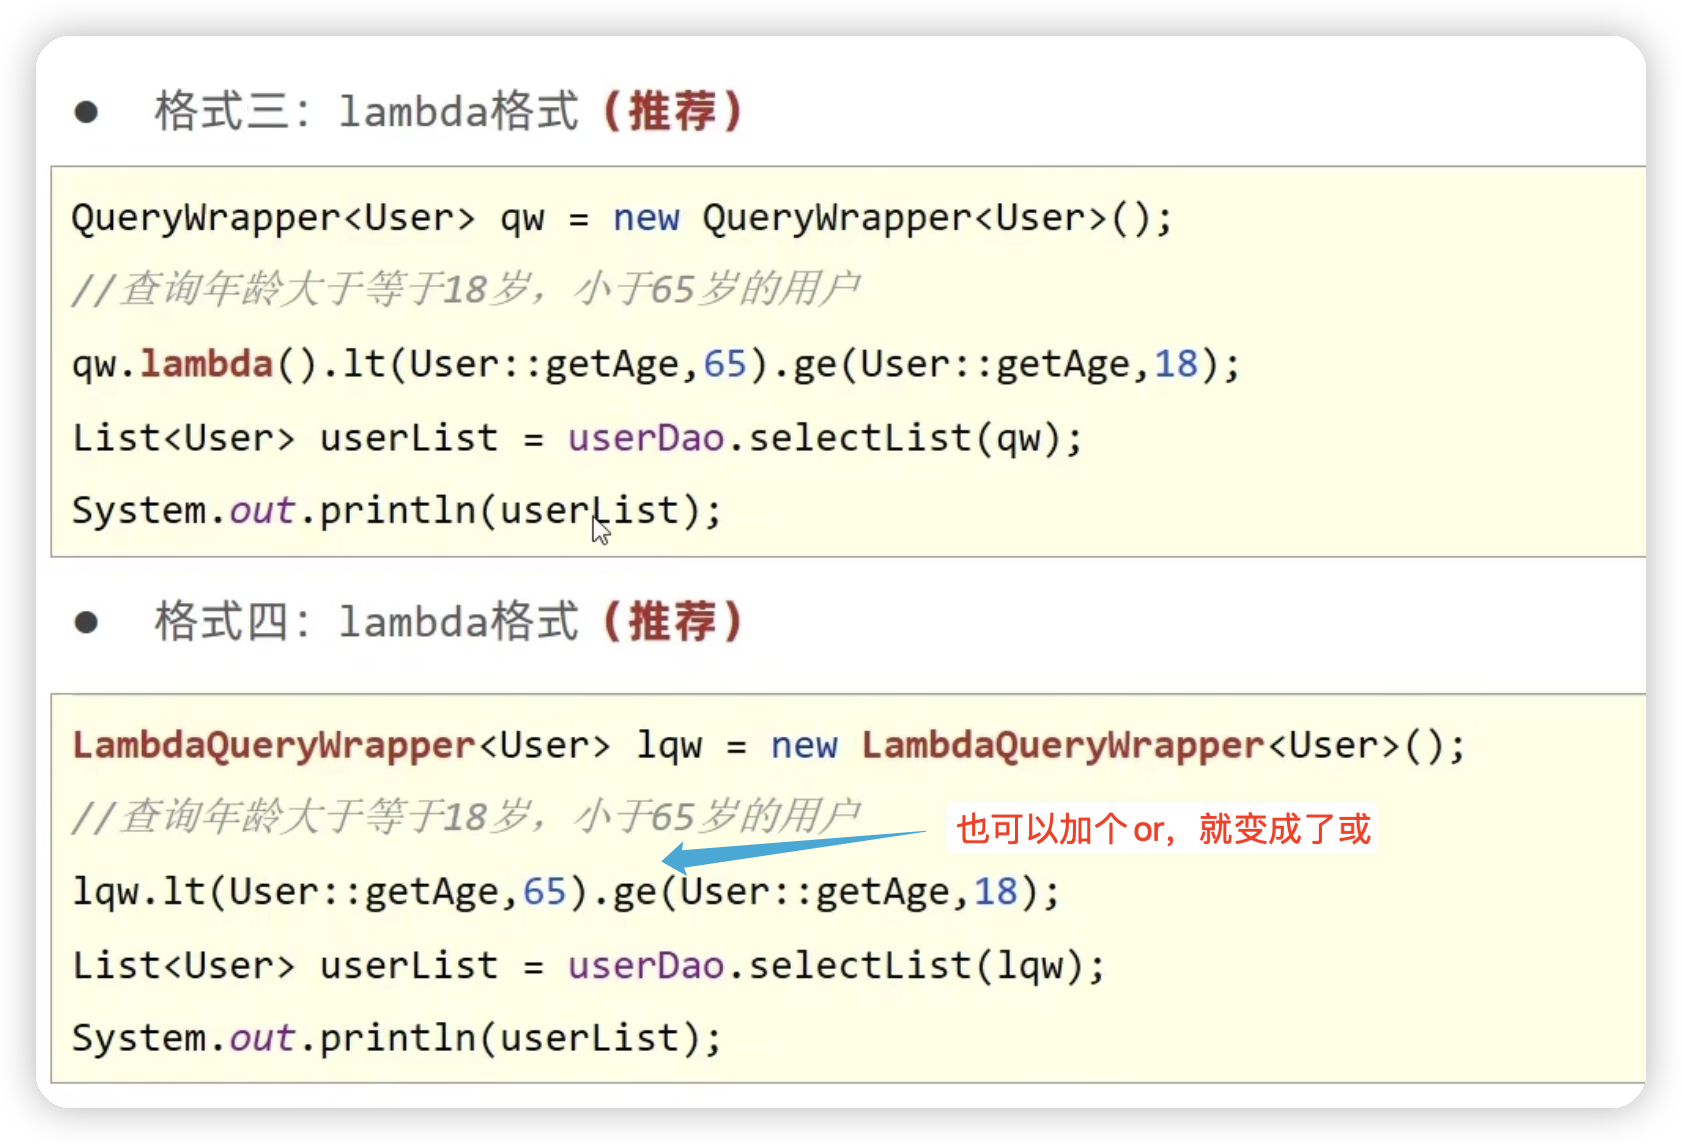 ● 格式三：lambda格式（推荐）
QueryWrapper<User> qw = new QueryWrapper<User>();
//查询年龄大于等于18岁，小于65岁的用户
qw.lambda().lt(User::getAge,65).ge(User::getAge,18);
List<User> userList = userDao.selectList(qw);
System.out.println(userList);
● 格式四：lambda格式（推荐）
LambdaQueryWrapper<User> lqw = new LambdaQueryWrapper<User>();
//查询年龄大于等于18岁，小于65岁的用户
也可以加个or，就变成了或
lqw.lt(User::getAge,65).ge(User::getAge,18);
List<User> userList = userDao.selectList(lqw);
System.out.println(userList);